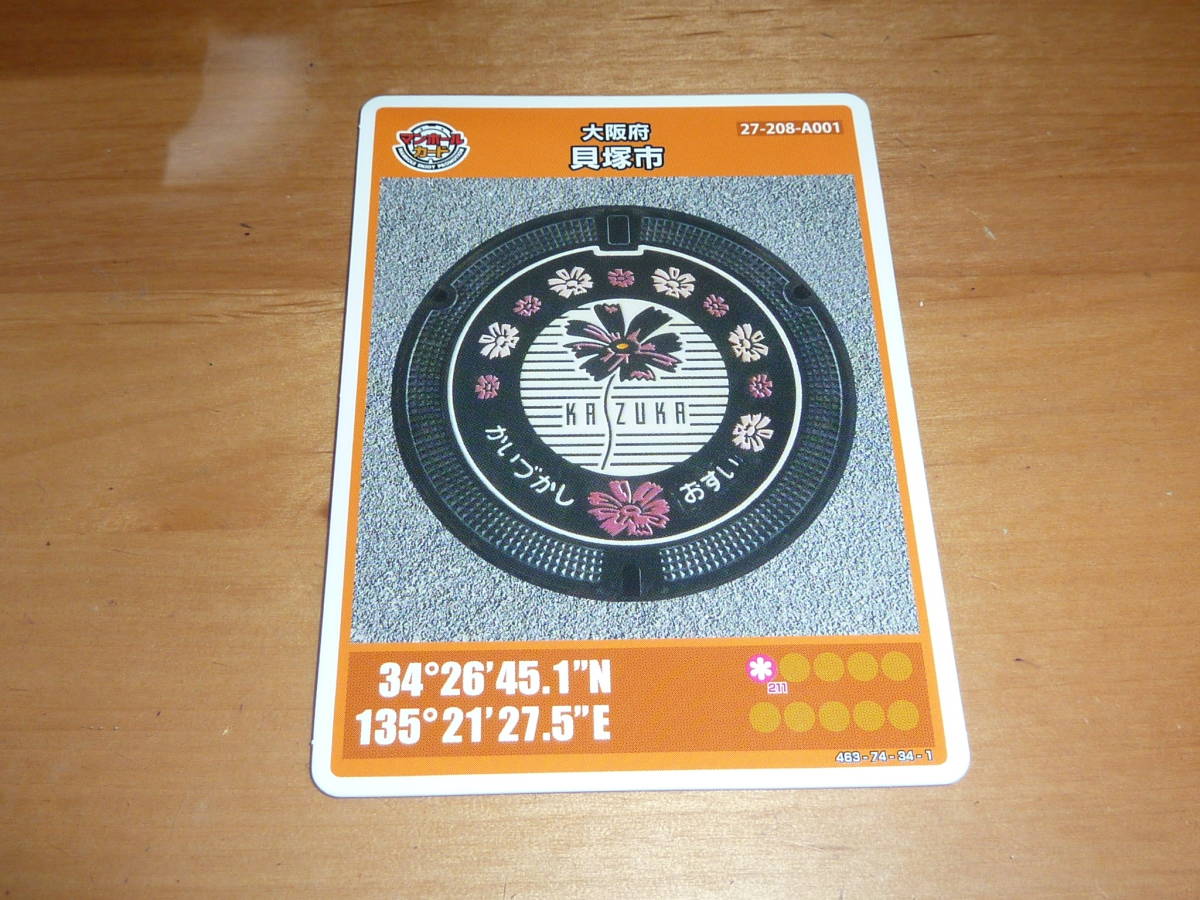 マンホール
カード
大阪府
貝塚市
27-208-A001
KAIZUKA
かいづかし
おすい
34°26’45.1”N
135°21’27.5”E
211
463-74-34-1